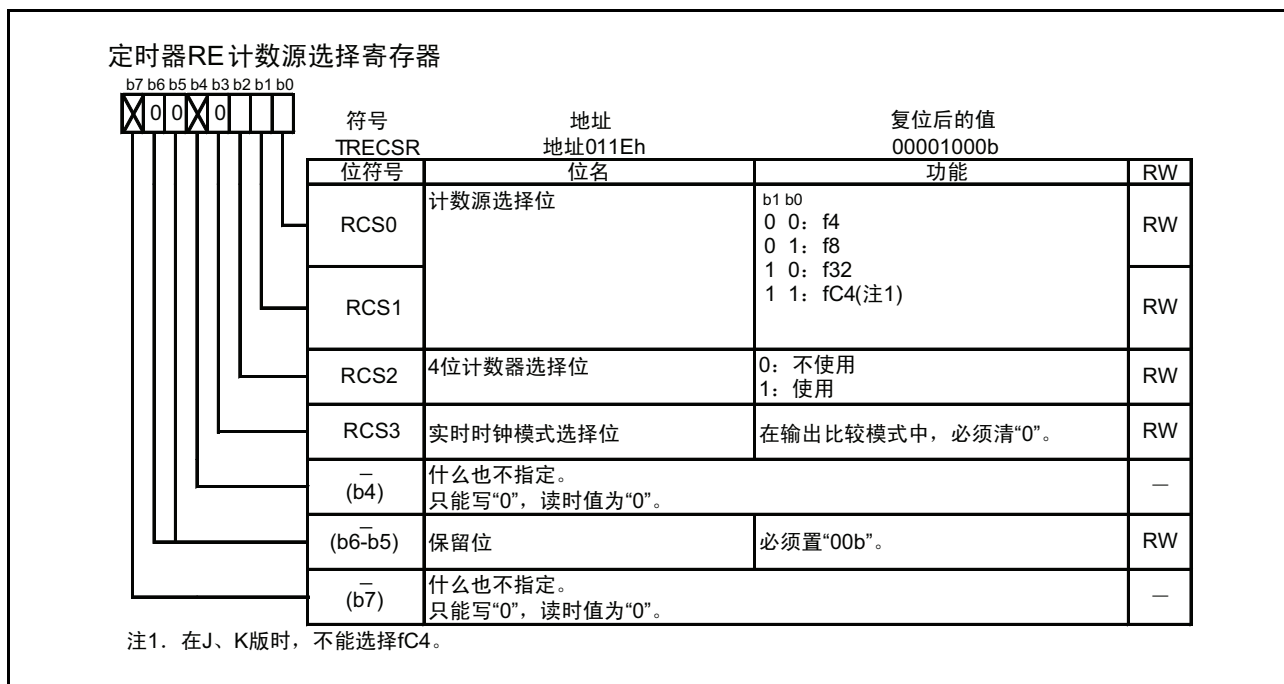 定时器RE计数源选择寄存器
b7 b6 b5 b4 b3 b2 b1 b0
0 0 0
符号 地址 复位后的值
TRECSR 地址011Eh 00001000b
位符号 位名 功能 RW
RCS0 计数源选择位 b1 b0
0 0：f4
0 1：f8
1 0：f32
1 1：fC4(注1)
RW
RCS1 RW
RCS2 4位计数器选择位 0：不使用
1：使用
RW
RCS3 实时时钟模式选择位 在输出比较模式中，必须清“0”。 RW
—
(b4)
什么也不指定。
只能写“0”，读时值为“0”。
—
—
(b6-b5) 保留位 必须置“00b”。 RW
—
(b7)
什么也不指定。
只能写“0”，读时值为“0”。
—
注1. 在J、K版时，不能选择fC4。